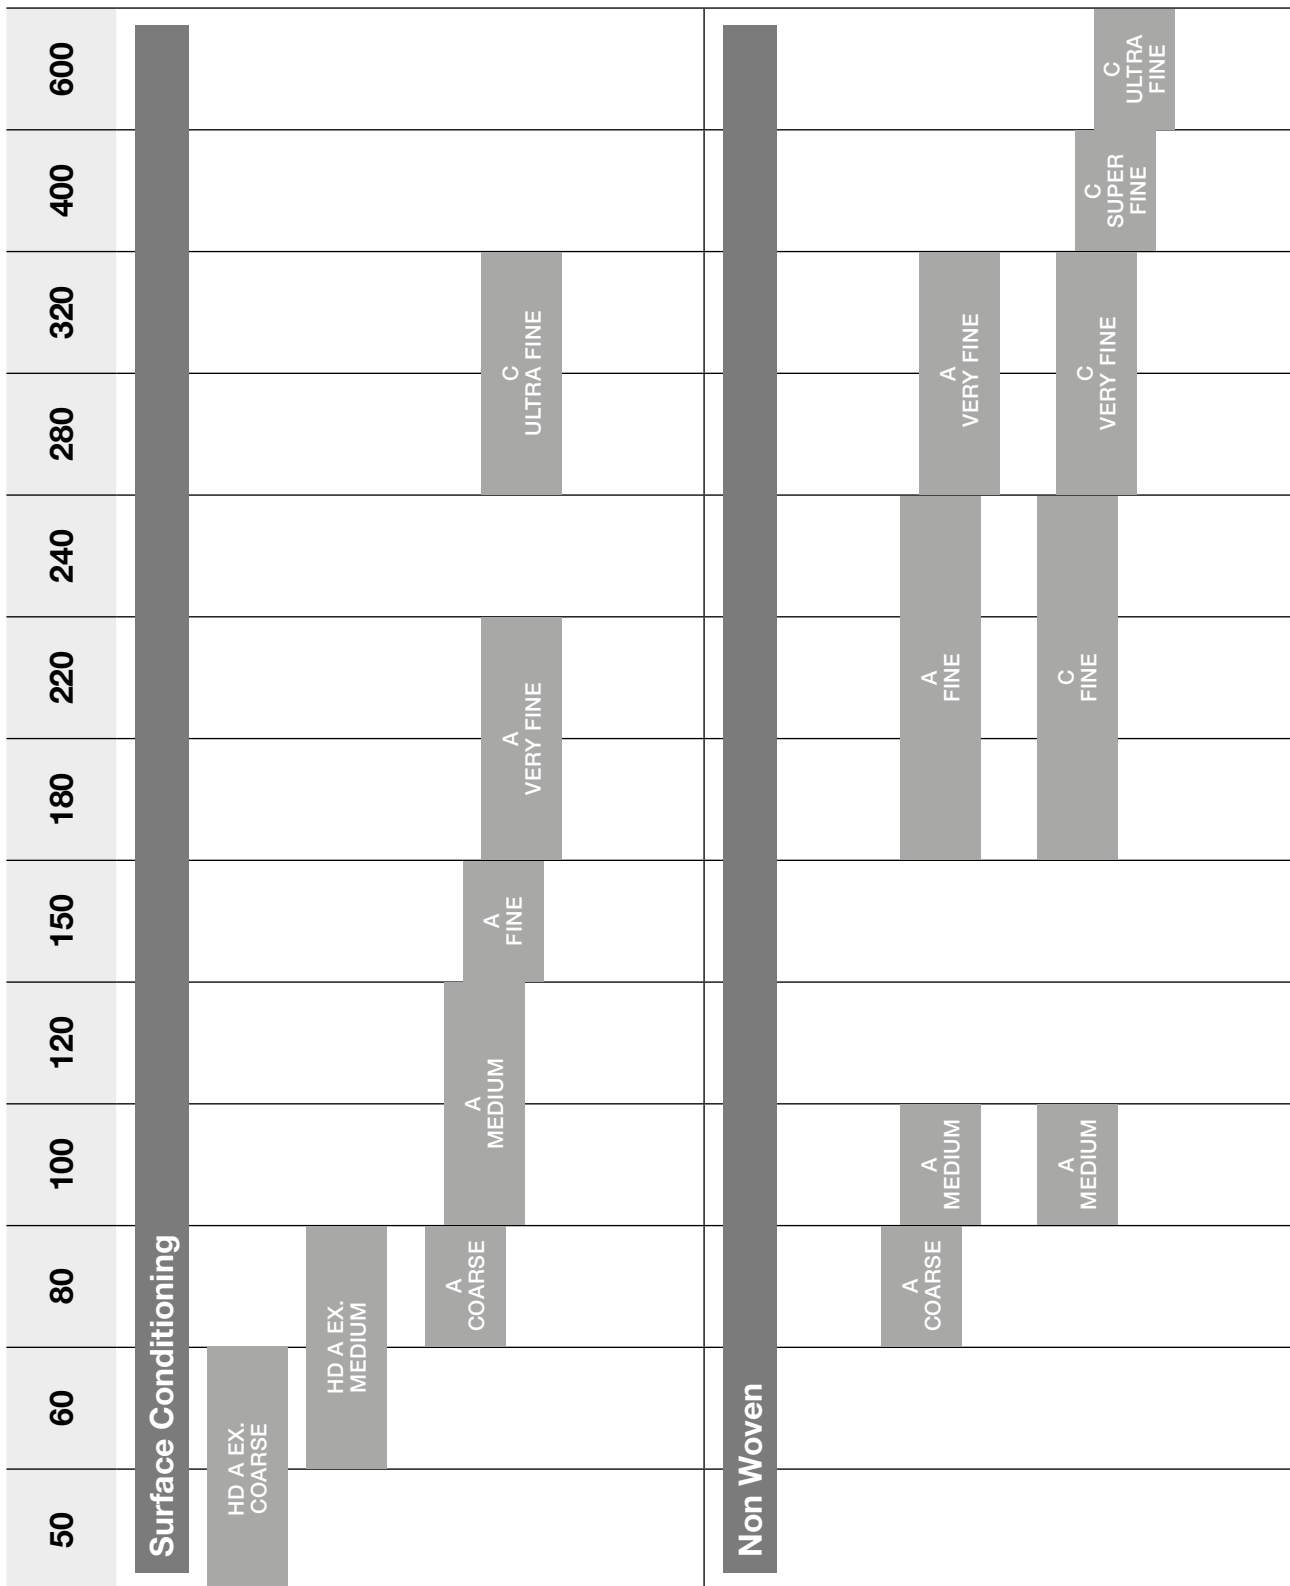 50
60
80
100
120
150
180
220
240
280
320
400
600
Surface Conditioning
HD A EX.
COARSE
HD A EX.
MEDIUM
A
COARSE
A
MEDIUM
A
FINE
A
VERY FINE
C
ULTRA FINE
Non Woven
A
COARSE
A
MEDIUM
A
FINE
A
VERY FINE
A
MEDIUM
C
FINE
C
VERY FINE
C
SUPER
FINE
C
ULTRA
FINE